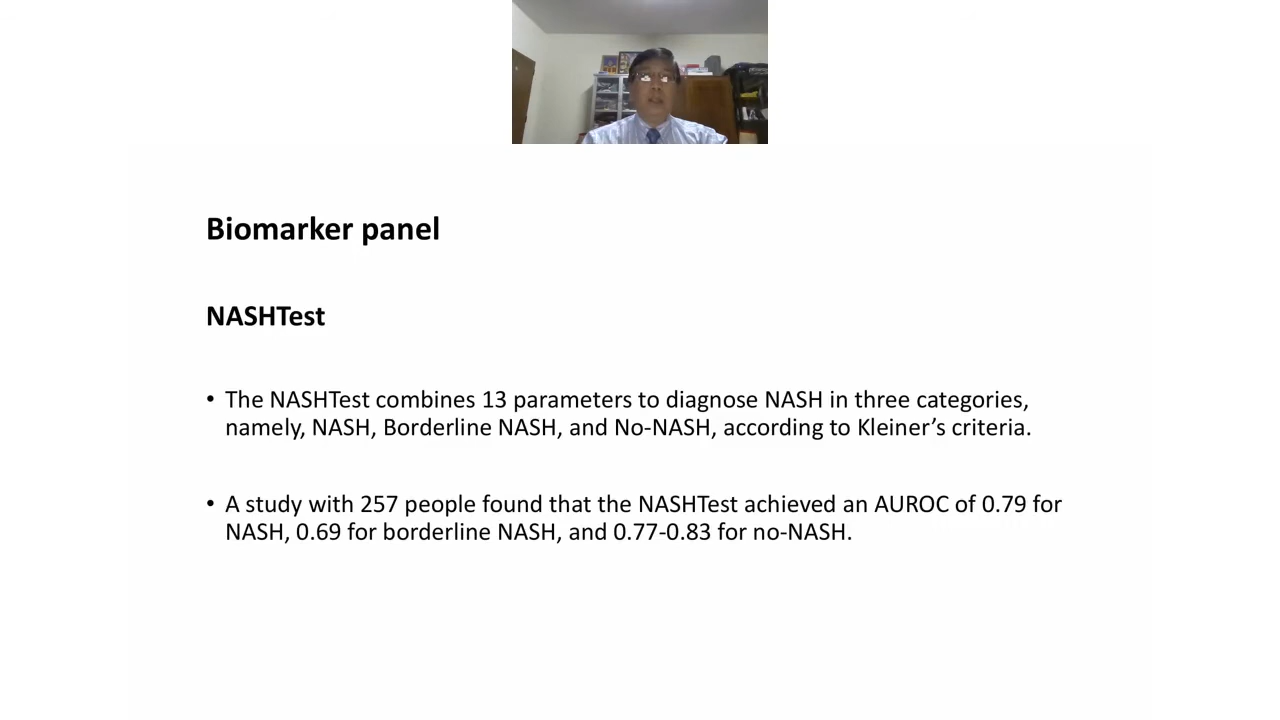 Biomarker panel
NASHTest
• The NASHTest combines 13 parameters to diagnose NASH in three categories,
namely, NASH, Borderline NASH, and No-NASH, according to Kleiner’s criteria.
• A study with 257 people found that the NASHTest achieved an AUROC of 0.79 for
NASH, 0.69 for borderline NASH, and 0.77-0.83 for no-NASH.